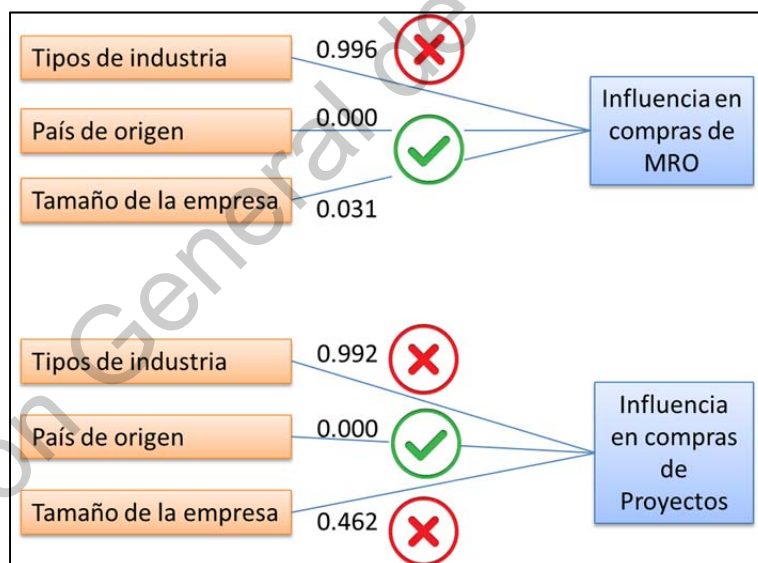 Tipos de industria
0.996
País de origen
0.000
Tamaño de la empresa
0.031
Influencia en
compras de
MRO
Tipos de industria
0.992
País de origen
0.000
Tamaño de la empresa
0.462
Influencia
en compras
de
Proyectos
General de